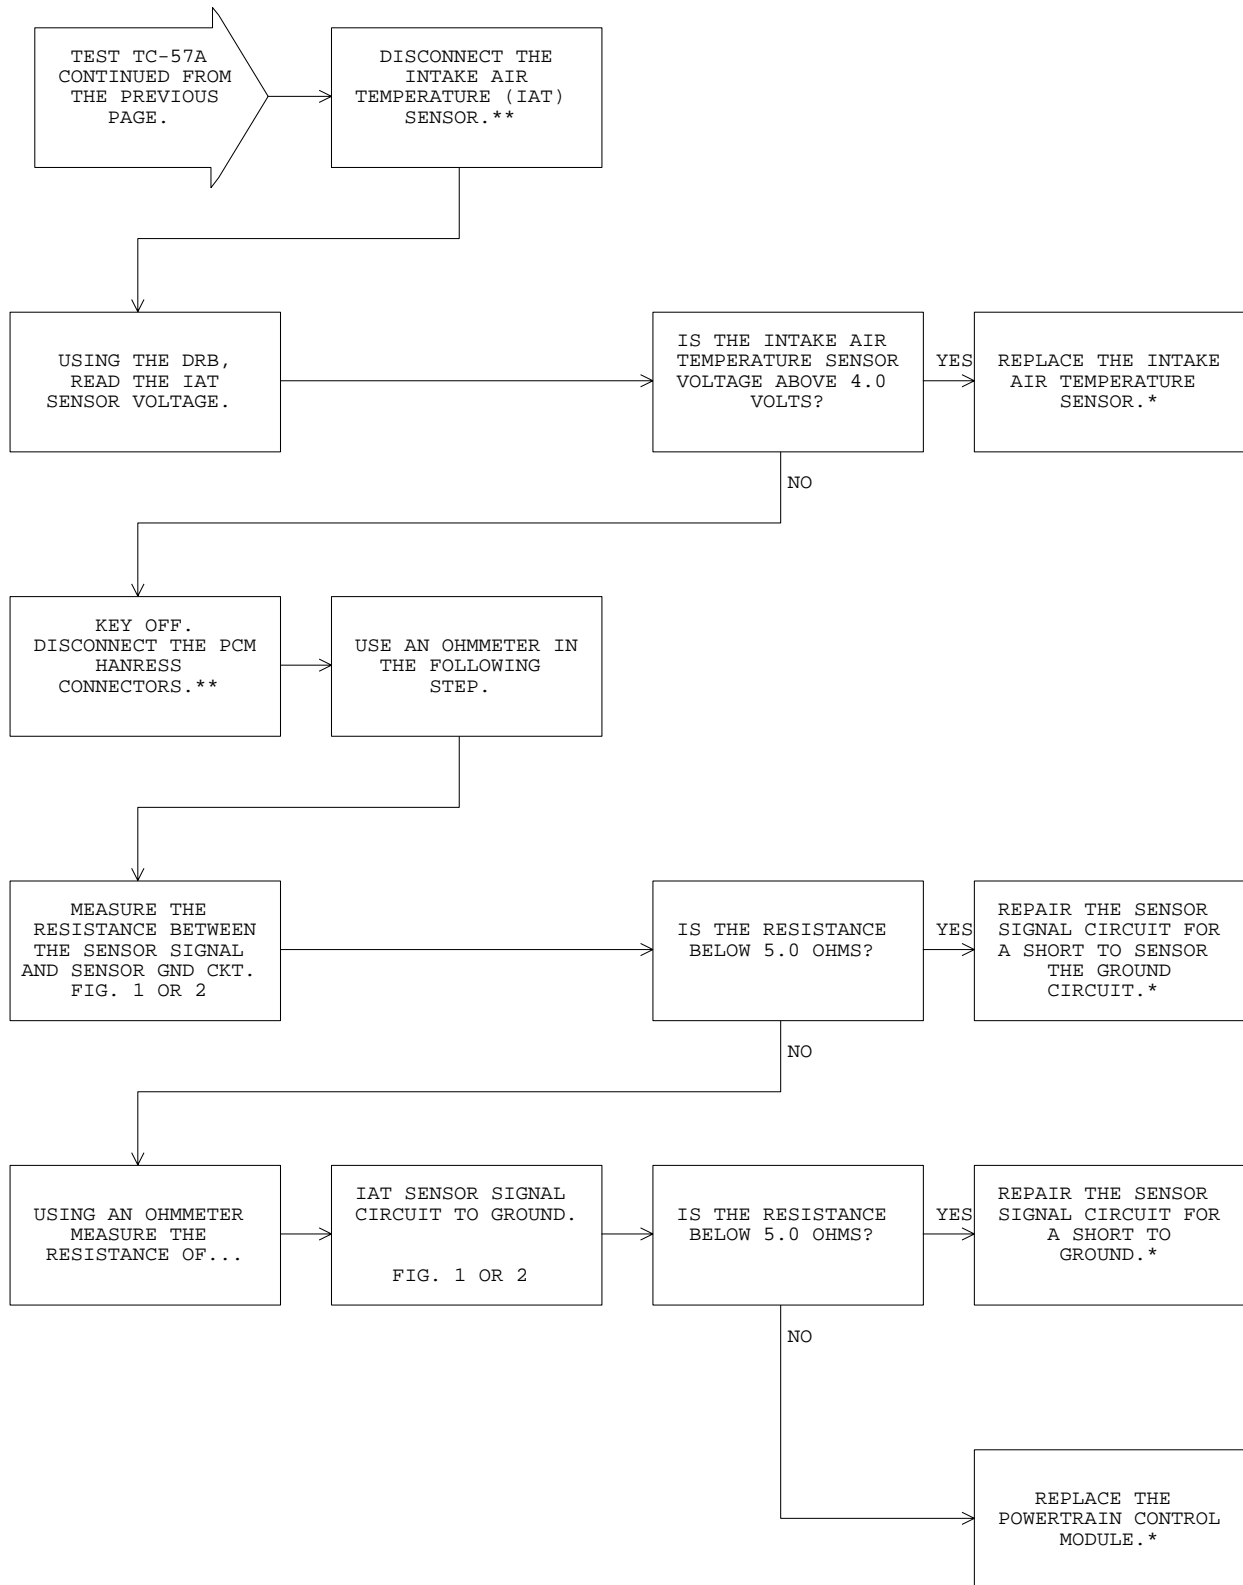 TEST TC-57A
CONTINUED FROM
THE PREVIOUS
PAGE.
DISCONNECT THE
INTAKE AIR
TEMPERATURE (IAT)
SENSOR.**
USING THE DRB,
READ THE IAT
SENSOR VOLTAGE.
IS THE INTAKE AIR
TEMPERATURE SENSOR
VOLTAGE ABOVE 4.0
VOLTS?
YES
REPLACE THE INTAKE
AIR TEMPERATURE
SENSOR.*
NO
KEY OFF.
DISCONNECT THE PCM
HANRESS
CONNECTORS.**
USE AN OHMMETER IN
THE FOLLOWING
STEP.
MEASURE THE
RESISTANCE BETWEEN
THE SENSOR SIGNAL
AND SENSOR GND CKT.
FIG. 1 OR 2
IS THE RESISTANCE
BELOW 5.0 OHMS?
YES
REPAIR THE SENSOR
SIGNAL CIRCUIT FOR
A SHORT TO SENSOR
THE GROUND
CIRCUIT.*
NO
USING AN OHMMETER
MEASURE THE
RESISTANCE OF...
IAT SENSOR SIGNAL
CIRCUIT TO GROUND.
FIG. 1 OR 2
IS THE RESISTANCE
BELOW 5.0 OHMS?
YES
REPAIR THE SENSOR
SIGNAL CIRCUIT FOR
A SHORT TO
GROUND.*
NO
REPLACE THE
POWERTRAIN CONTROL
MODULE.*